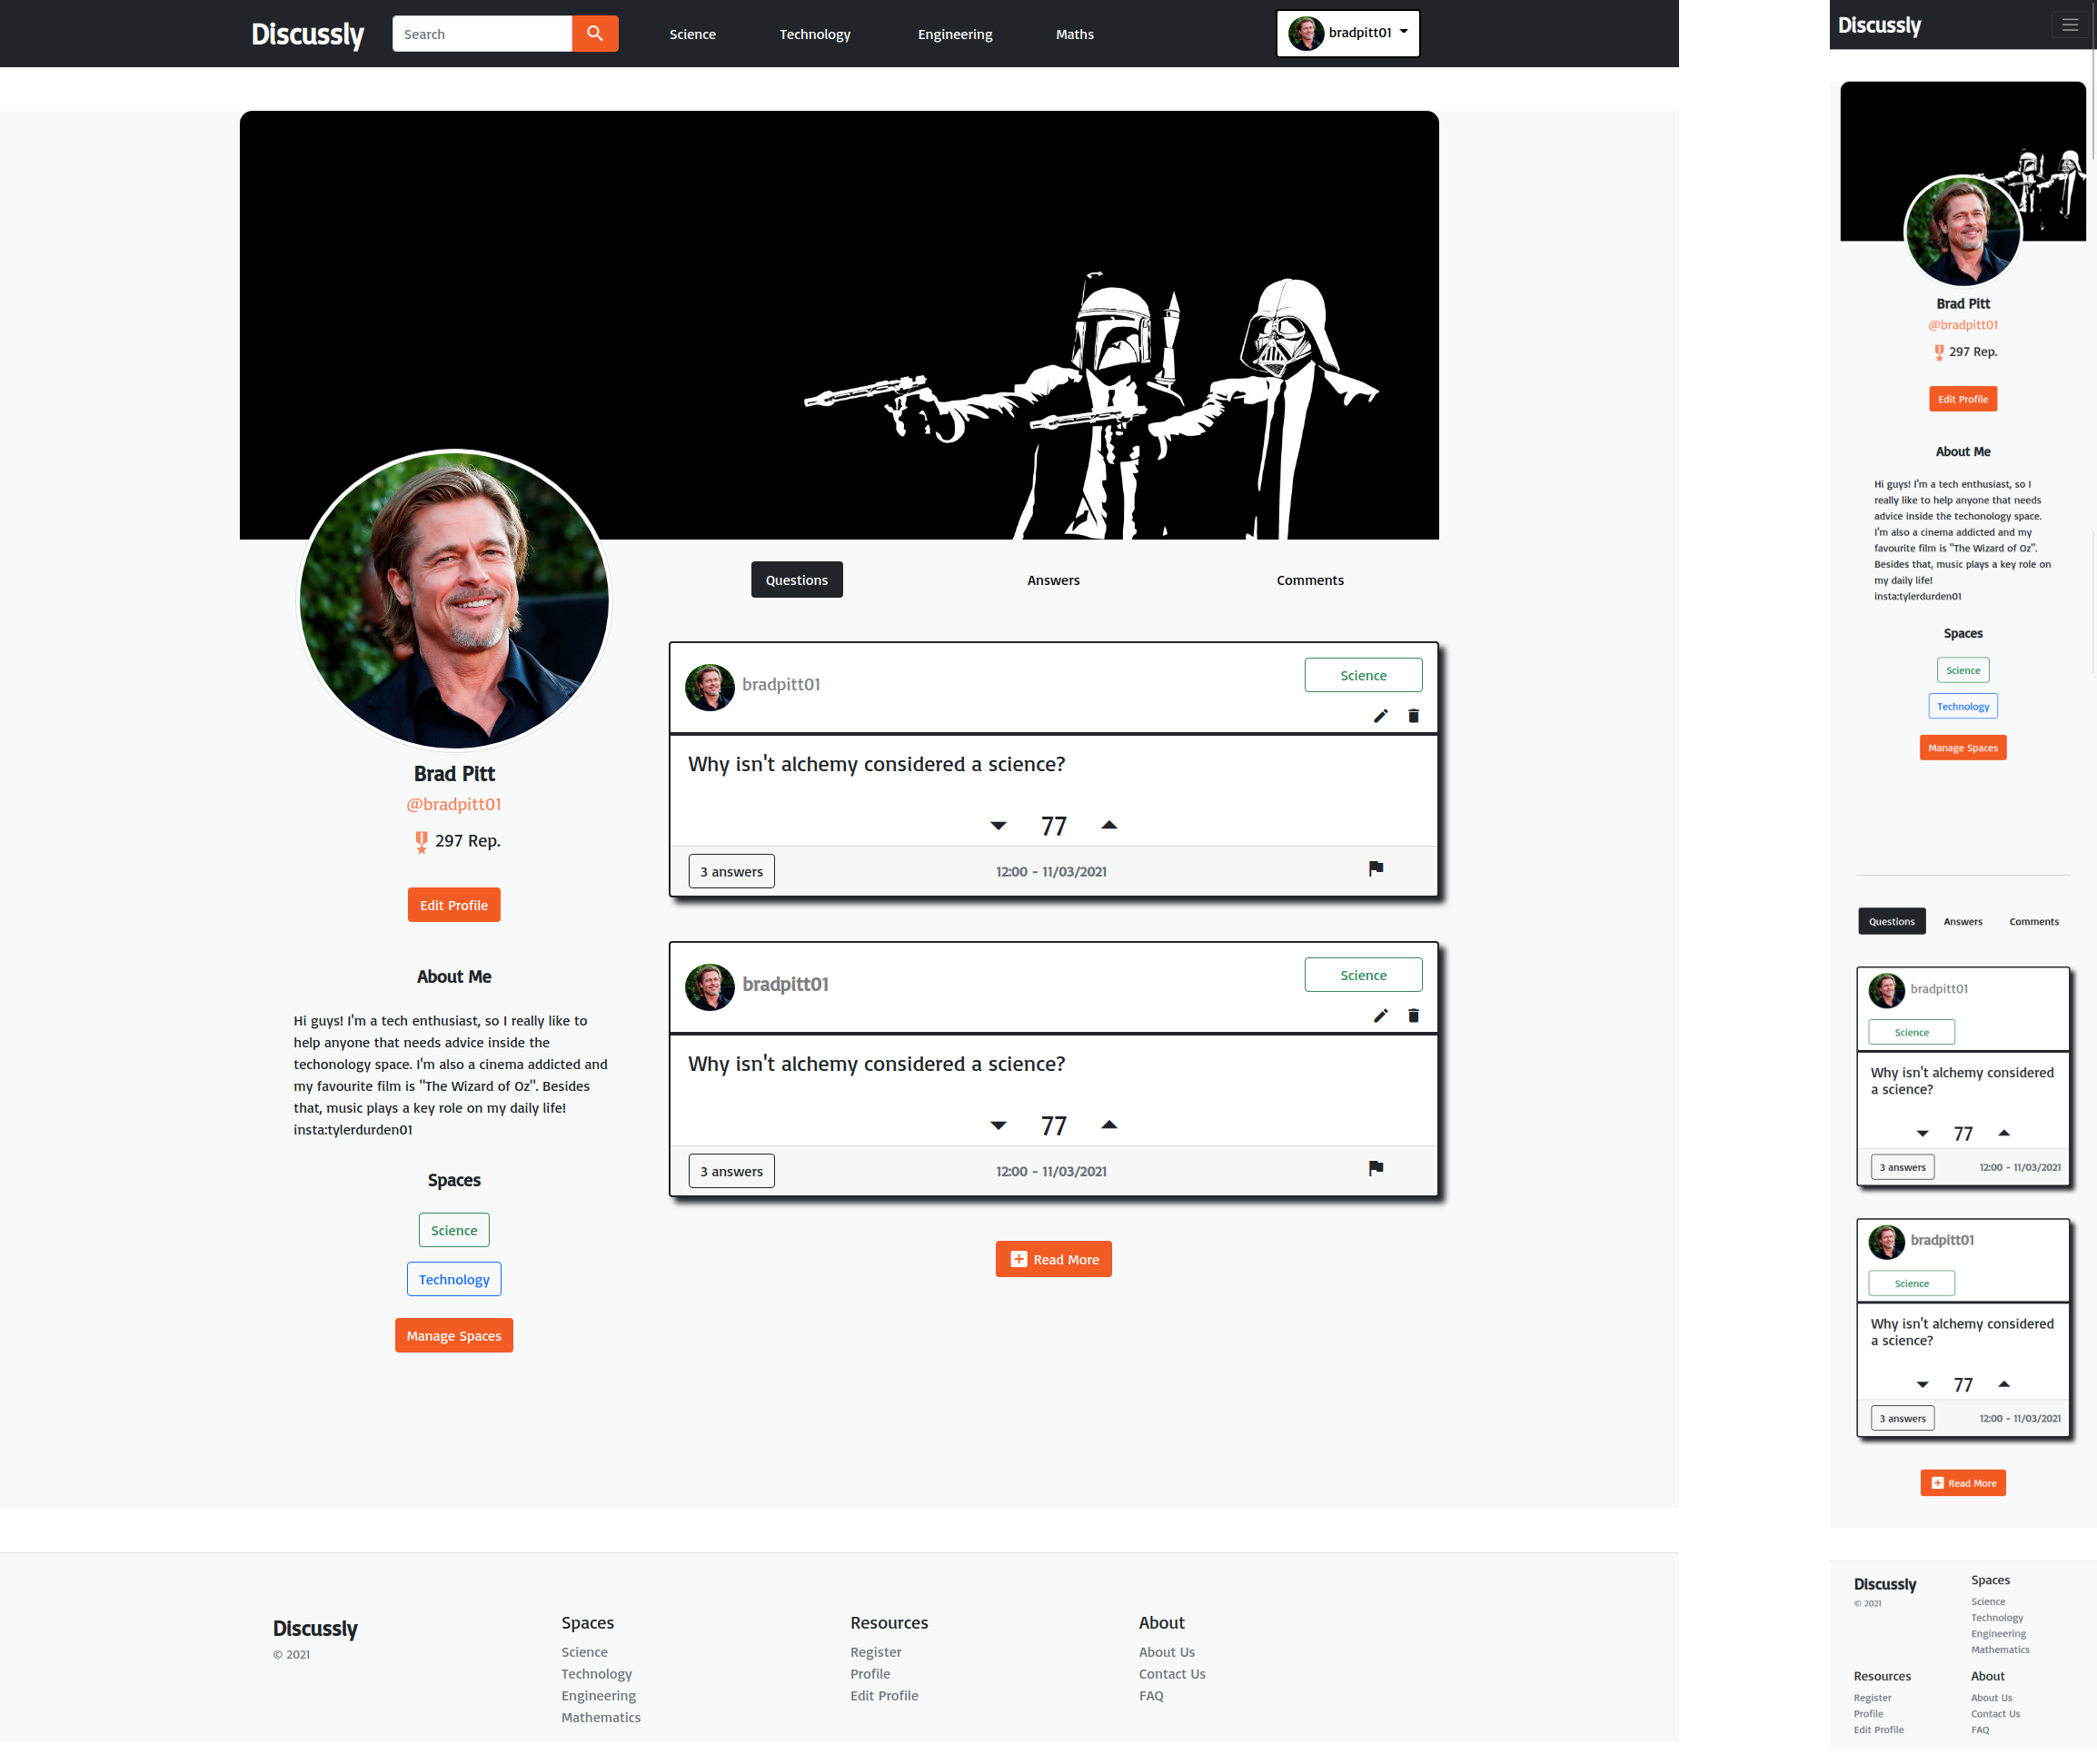 Discussly
Search
Science
Technology
Engineering
Maths
bradpitt01
Questions
Answers
Comments
Brad Pitt
@bradpitt01
297 Rep.
Edit Profile
About Me
Hi guys! I'm a tech enthusiast, so I really like to
help anyone that needs advice inside the
techonology space. I'm also a cinema addicted and
my favourite film is "The Wizard of Oz". Besides
that, music plays a key role on my daily life!
insta:tylerdurden01
Spaces
Science
Technology
Manage Spaces
bradpitt01
Science
Why isn't alchemy considered a science?
77
3 answers
12:00 - 11/03/2021
bradpitt01
Science
Why isn't alchemy considered a science?
77
3 answers
12:00 - 11/03/2021
Read More
Discussly
© 2021
Spaces
Science
Technology
Engineering
Mathematics
Resources
Register
Profile
Edit Profile
About
About Us
Contact Us
FAQ
Discussly
Brad Pitt
@bradpitt01
297 Rep.
Edit Profile
About Me
Hi guys! I'm a tech enthusiast, so I
really like to help anyone that needs
advice inside the techonology space.
I'm also a cinema addicted and my
favourite film is "The Wizard of Oz".
Besides that, music plays a key role on
my daily life!
insta:tylerdurden01
Spaces
Science
Technology
Manage Spaces
Questions
Answers
Comments
bradpitt01
Science
Why isn't alchemy considered
a science?
77
3 answers
12:00 - 11/03/2021
bradpitt01
Science
Why isn't alchemy considered
a science?
77
3 answers
12:00 - 11/03/2021
Read More
Discussly
© 2021
Spaces
Science
Technology
Engineering
Mathematics
Resources
Register
Profile
Edit Profile
About
About Us
Contact Us
FAQ